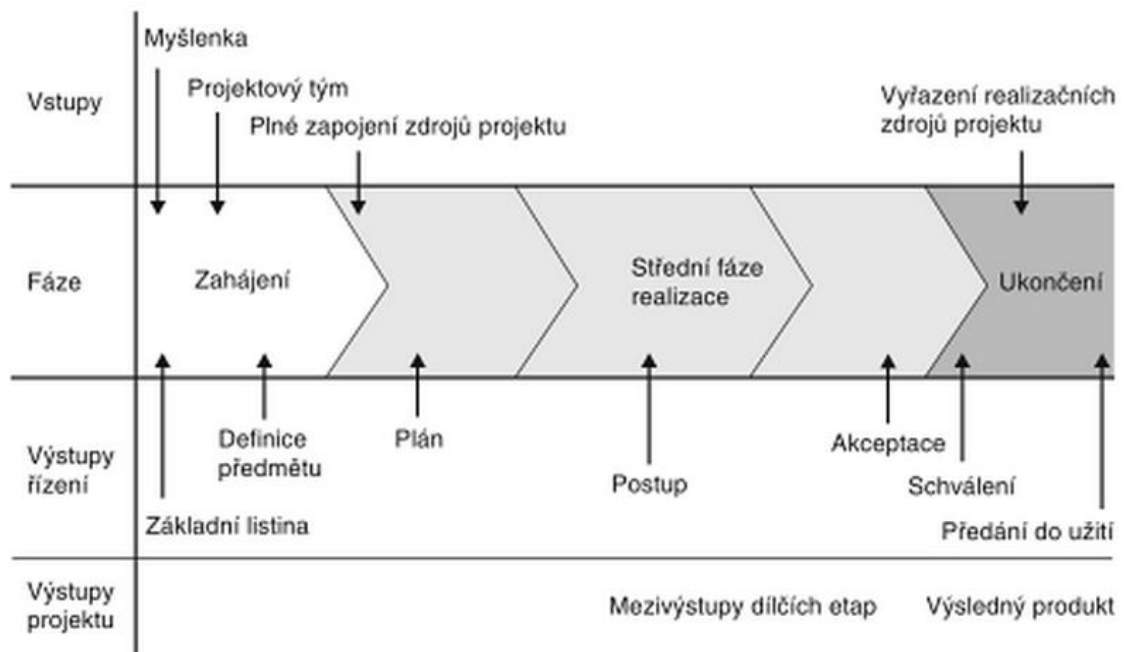 Myšlenka
Projektový tým
Plné zapojení zdrojů projektu
Vstupy
Vyřazení realizačních
zdrojů projektu
Fáze
Zahájení
Střední fáze
realizace
Ukončení
Výstupy
řízení
Definice
předmětu
Plán
Akceptace
Postup
Schválení
Základní listina
Předání do užití
Výstupy
projektu
Mezivýstupy dílčích etap
Výsledný produkt